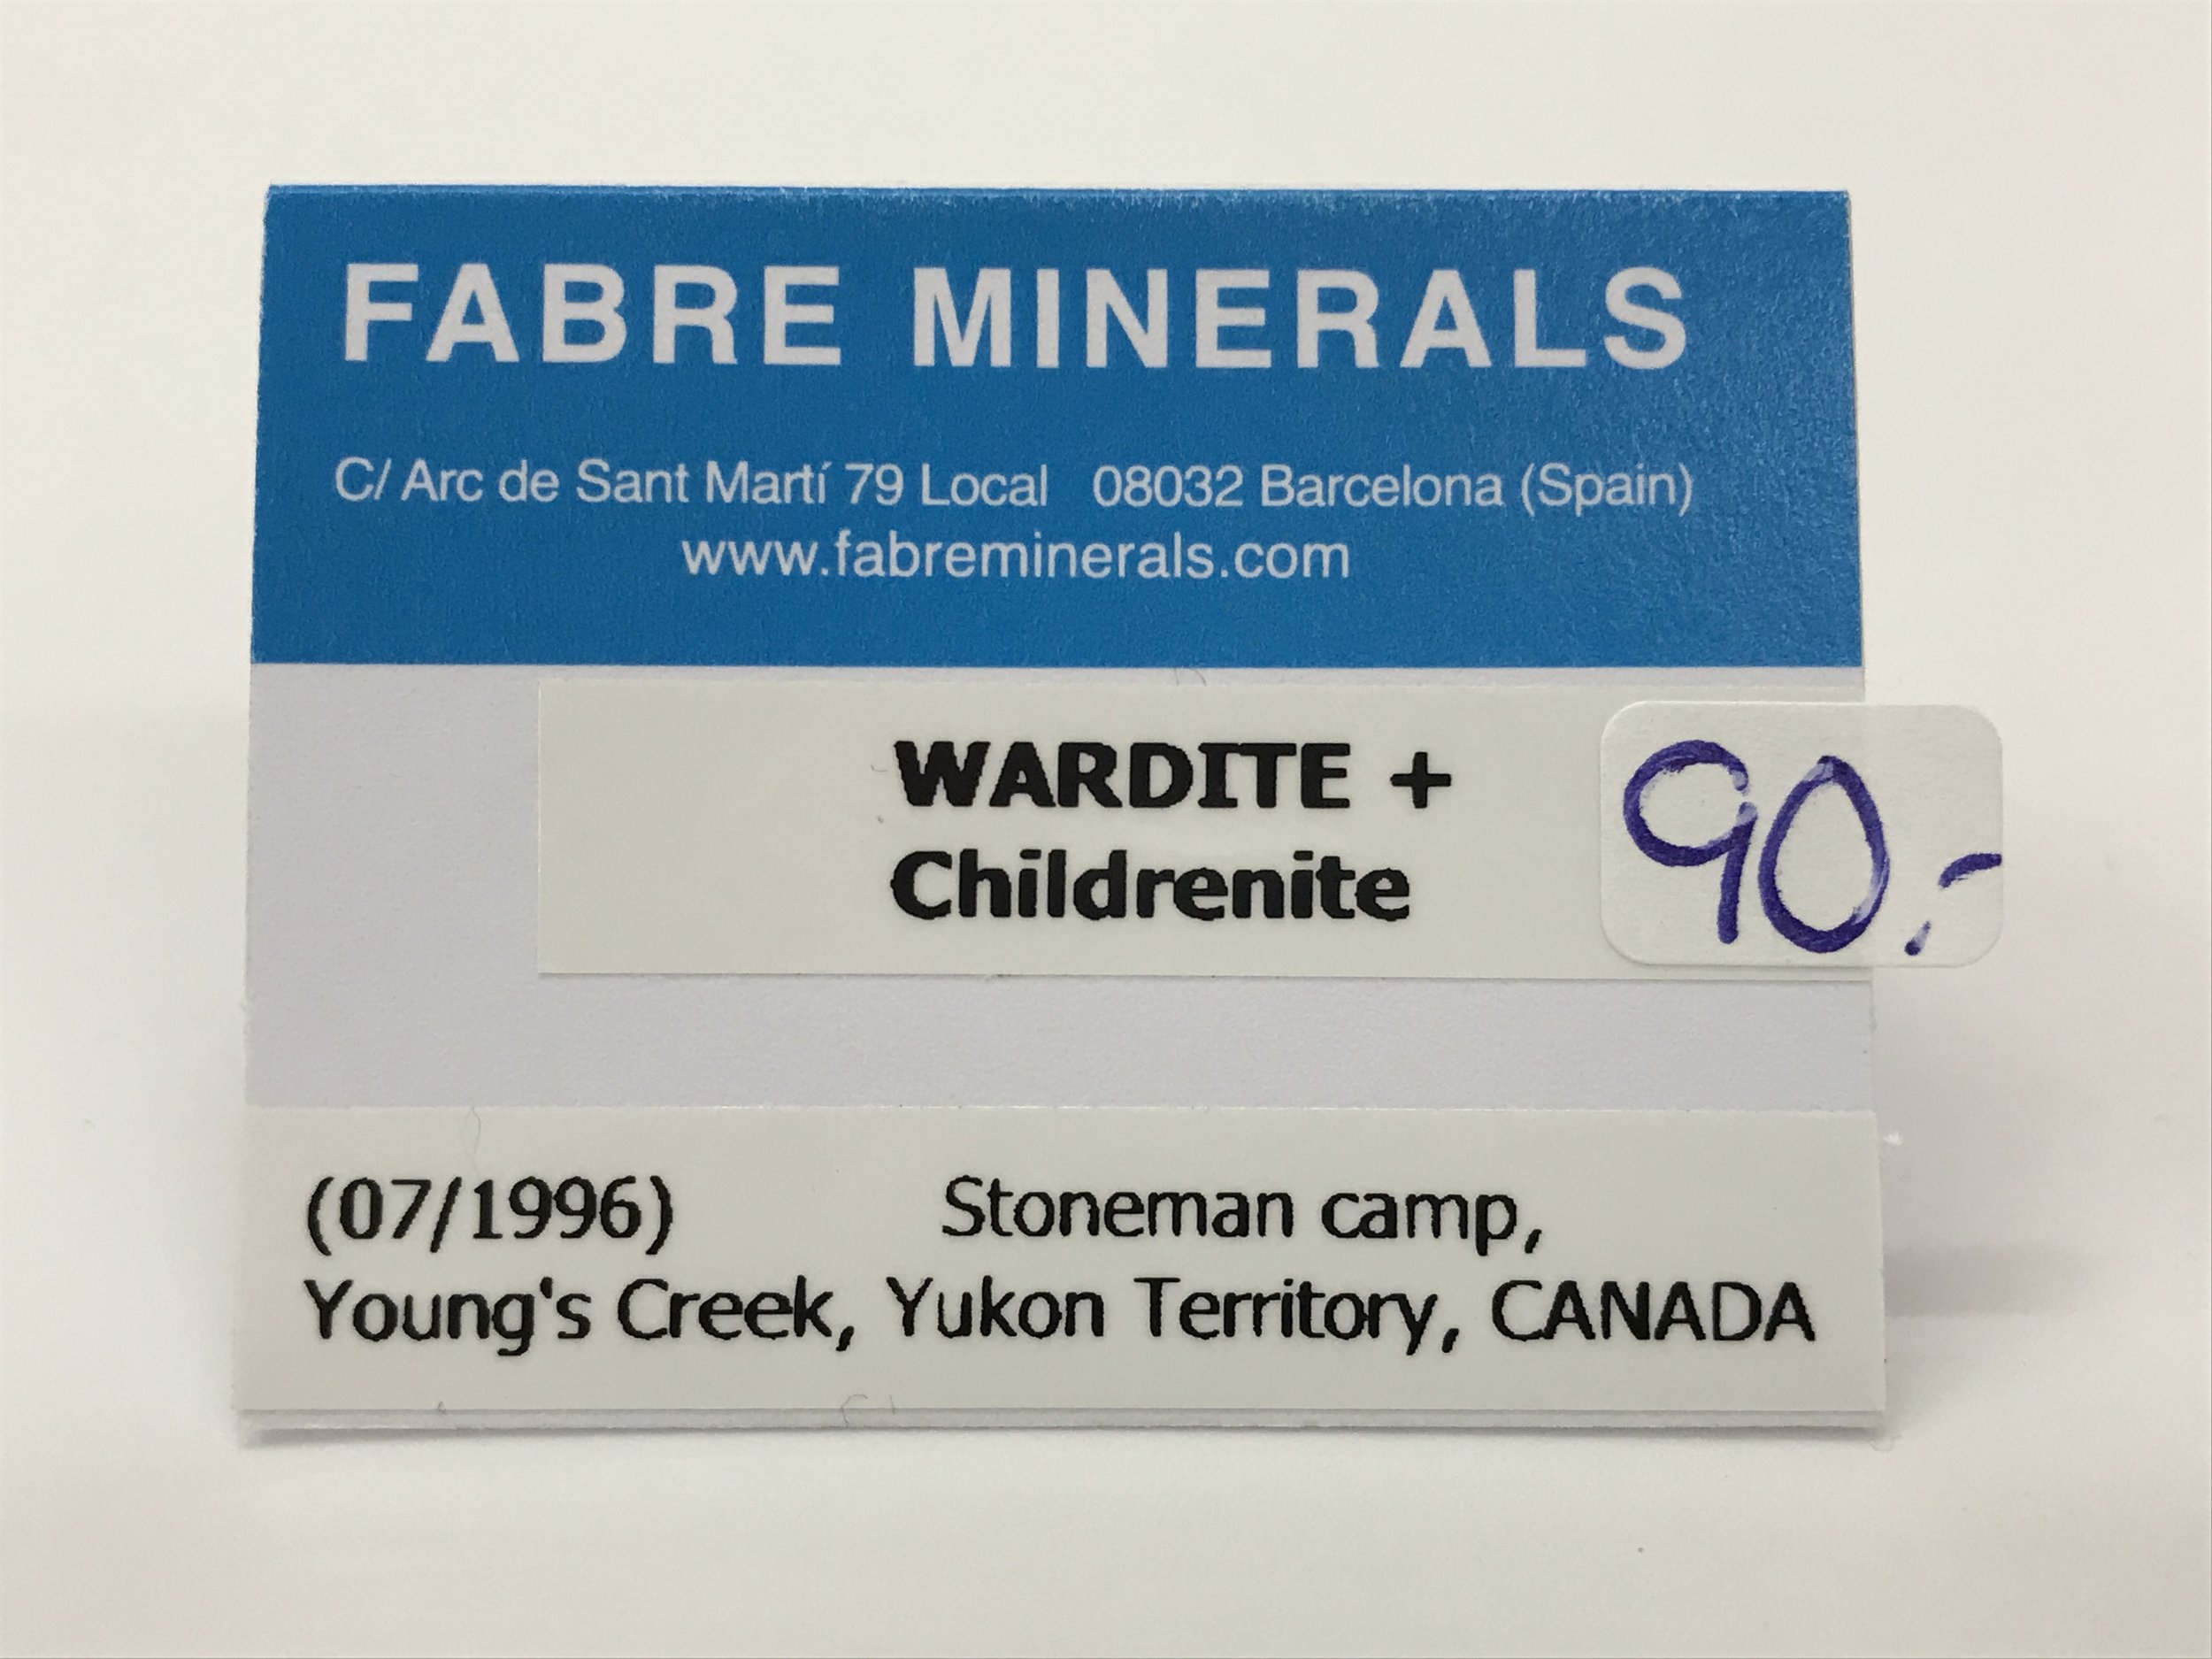 FABRE MINERALS
C/ Arc de Sant Martí 79 Local 08032 Barcelona (Spain)
www.fabreminerals.com
WARDITE +
Childrenite
90,-
(07/1996) Stoneman camp,
Young's Creek, Yukon Territory, CANADA